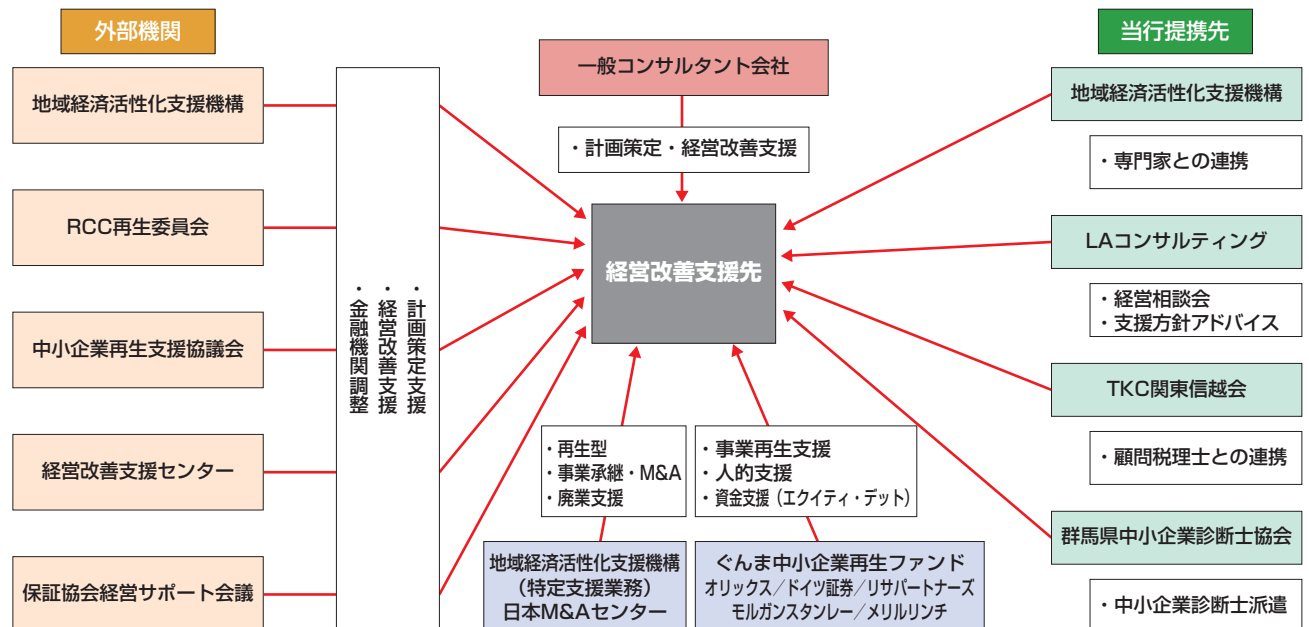 外部機関
地域経済活性化支援機構
RCC再生委員会
中小企業再生支援協議会
経営改善支援センター
保証協会経営サポート会議
・計画策定支援
・経営改善支援
・金融機関調整
一般コンサルタント会社
・計画策定・経営改善支援
経営改善支援先
・再生型
・事業承継・M&A
・廃業支援
地域経済活性化支援機構
（特定支援業務）
日本M&Aセンター
・事業再生支援
・人的支援
・資金支援（エクイティ・デット）
ぐんま中小企業再生ファンド
オリックス／ドイツ証券／リサパートナーズ
モルガンスタンレー／メリルリンチ
当行提携先
地域経済活性化支援機構
・専門家との連携
LAコンサルティング
・経営相談会
・支援方針アドバイス
TKC関東信越会
・顧問税理士との連携
群馬県中小企業診断士協会
・中小企業診断士派遣